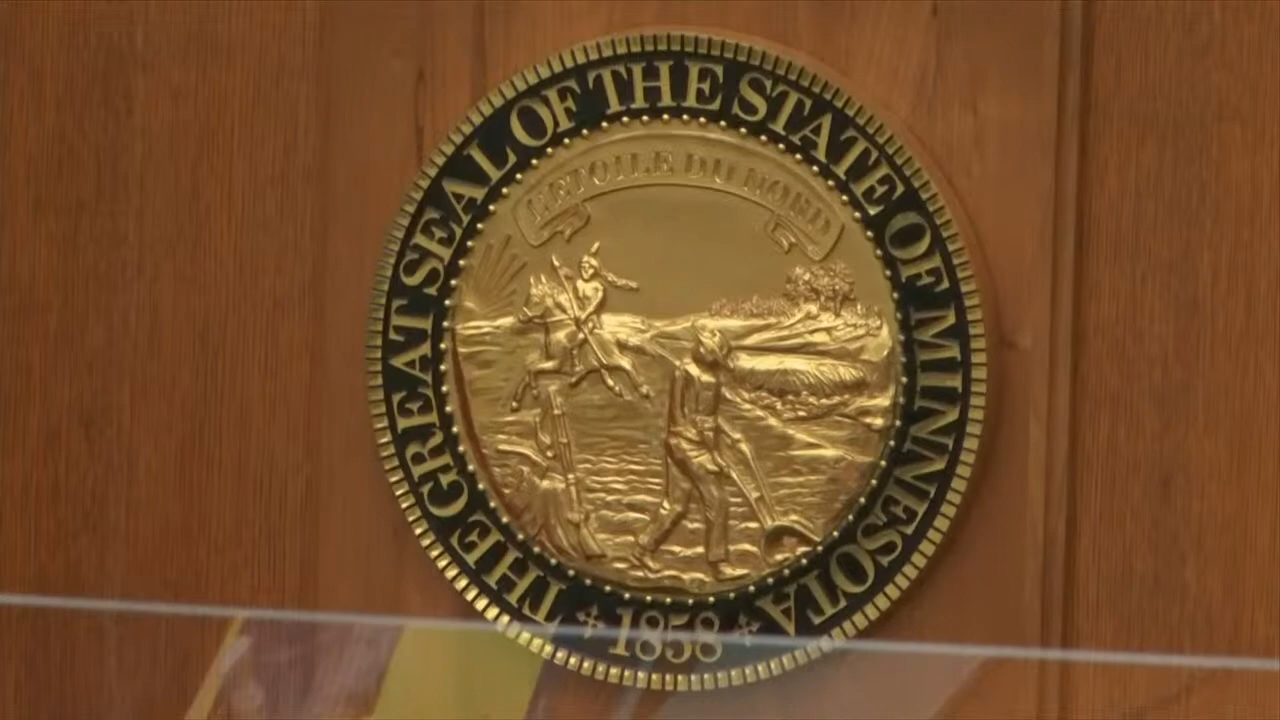 THE GREAT SEAL OF THE STATE OF MINNESOTA
L'ETOILE DU NORD
1858